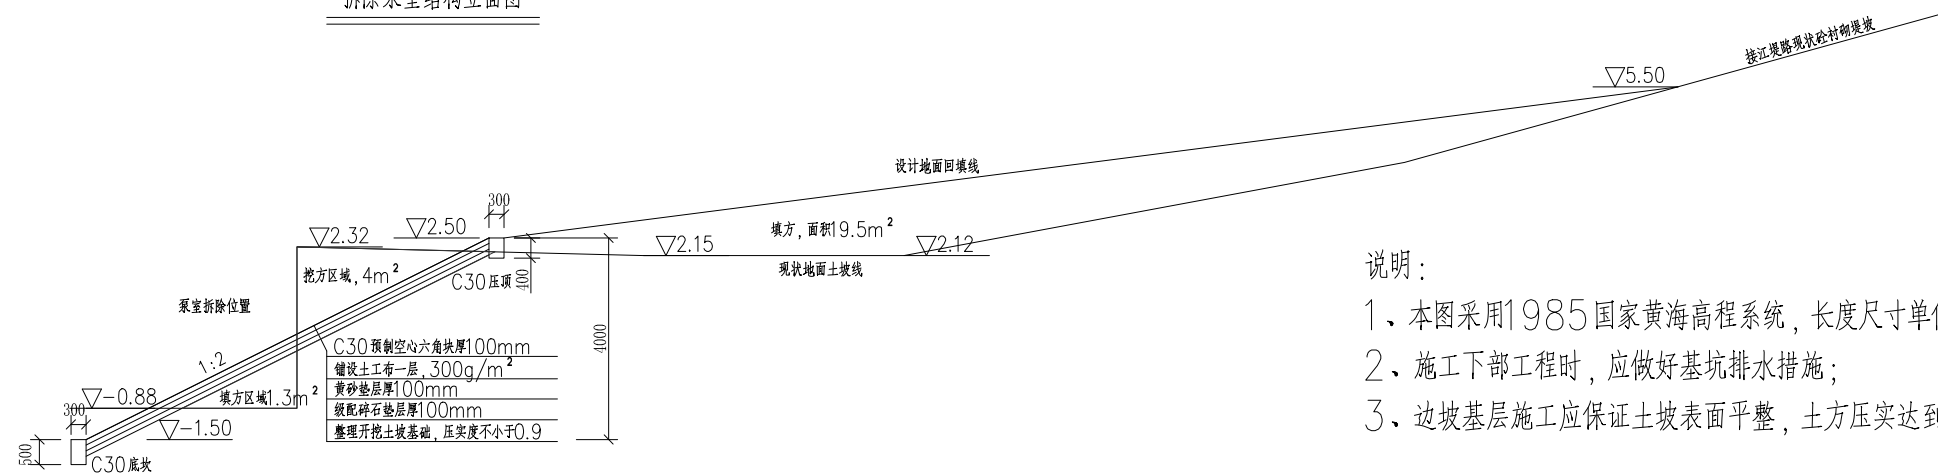 拆除泵室结构立面图
接江堤路现状砼衬砌堤坡
5.50
设计地面回填线
300
2.32
2.50
填方，面积19.5m²
2.15
2.12
现状地面土坡线
挖方区域，4m²
C30压顶
400
泵室拆除位置
4000
1:2
C30预制空心六角块厚100mm
铺设土工布一层，300g/m²
黄砂垫层厚100mm
级配碎石垫层厚100mm
整理开挖土坡基础，压实度不小于0.9
-0.88
填方区域1.3m²
300
-1.50
500
C30底坎
说明：
1、本图采用1985国家黄海高程系统，长度尺寸单
2、施工下部工程时，应做好基坑排水措施；
3、边坡基层施工应保证土坡表面平整，土方压实达